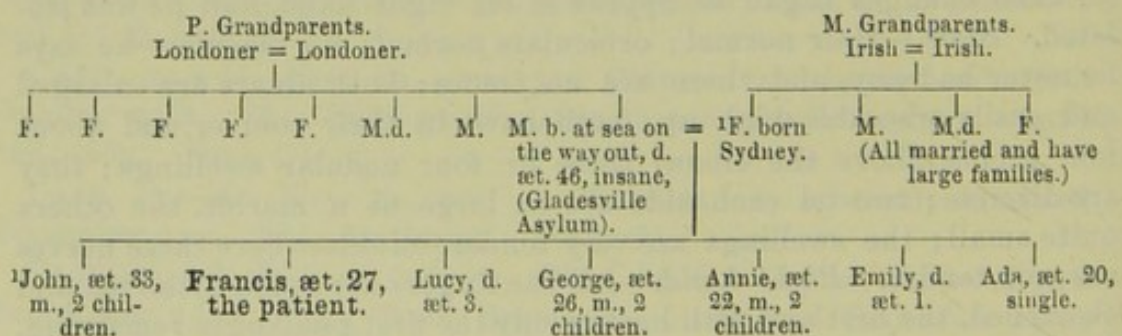 P. Grandparents.
Londoner = Londoner.
M. Grandparents.
Irish = Irish.
F. F. F. F. F. M.d. M. M. b. at sea on
the way out, d.
æt. 46, insane,
(Gladesville
Asylum).
= ¹F. born
Sydney.
M. M.d. F.
(All married and have
large families.)
¹John, æt. 33,
m., 2 chil-
dren.
Francis, æt. 27,
the patient.
Lucy, d.
æt. 3.
George, æt.
26, m., 2
children.
Annie, æt.
22, m., 2
children.
Emily, d.
æt. 1.
Ada, æt. 20,
single.